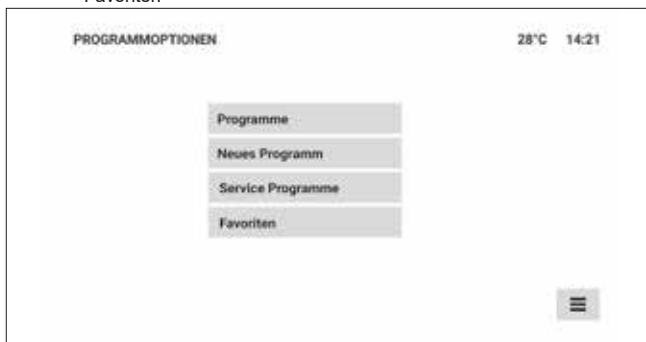 Favoriten
PROGRAMMOPTIONEN 28°C 14:21
Programme
Neues Programm
Service Programme
Favoriten